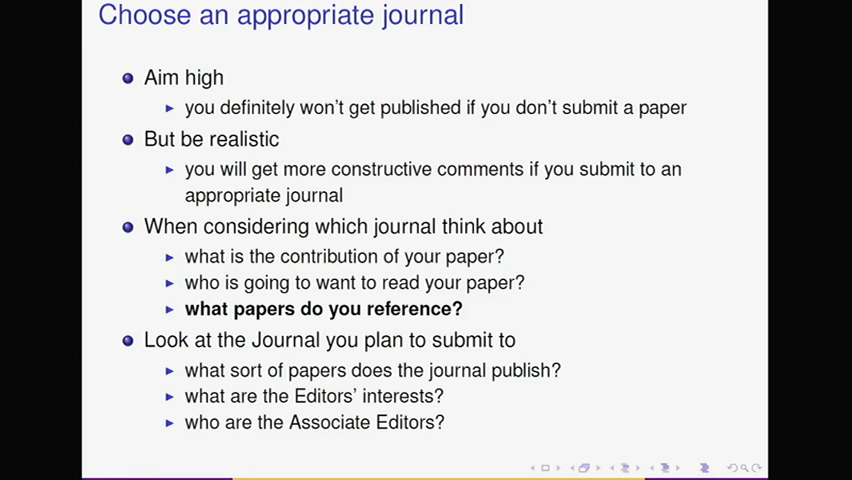 Choose an appropriate journal
Aim high
you definitely won't get published if you don't submit a paper
But be realistic
you will get more constructive comments if you submit to an
appropriate journal
When considering which journal think about
what is the contribution of your paper?
who is going to want to read your paper?
what papers do you reference?
Look at the Journal you plan to submit to
what sort of papers does the journal publish?
what are the Editors' interests?
who are the Associate Editors?